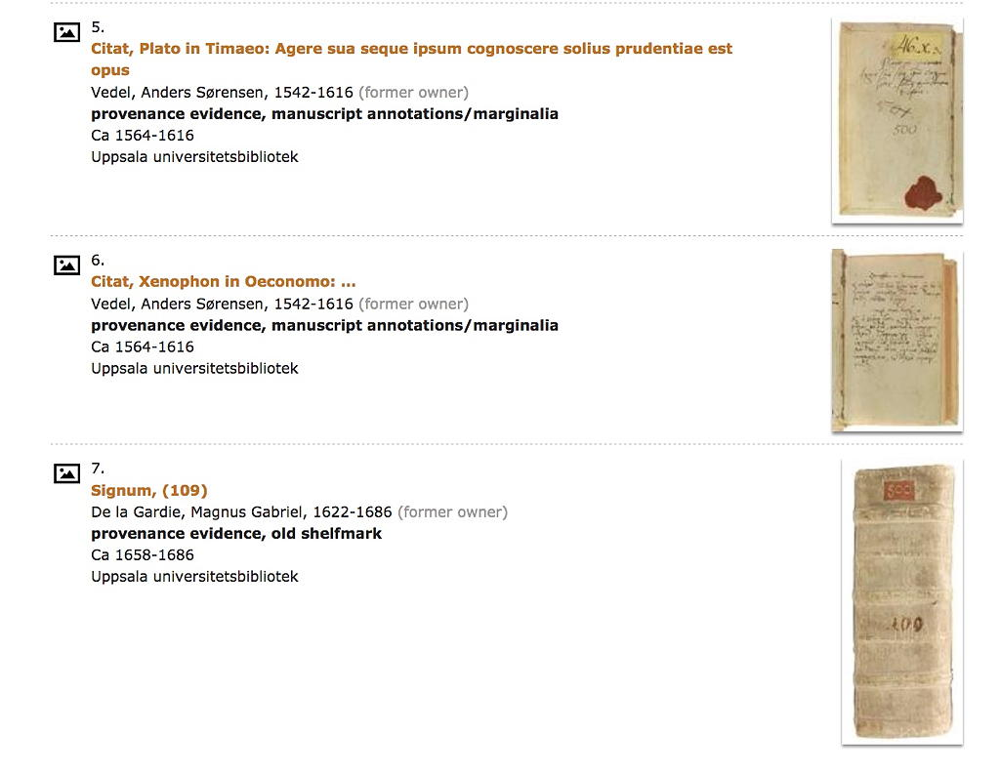 5.
Citat, Plato in Timaeo: Agere sua seque ipsum cognoscere solius prudentiae est
opus
Vedel, Anders Sørensen, 1542-1616 (former owner)
provenance evidence, manuscript annotations/marginalia
Ca 1564-1616
Uppsala universitetsbibliotek
46.x.
500
6.
Citat, Xenophon in Oeconomo: ...
Vedel, Anders Sørensen, 1542-1616 (former owner)
provenance evidence, manuscript annotations/marginalia
Ca 1564-1616
Uppsala universitetsbibliotek
7.
Signum, (109)
De la Gardie, Magnus Gabriel, 1622-1686 (former owner)
provenance evidence, old shelfmark
Ca 1658-1686
Uppsala universitetsbibliotek
500
109